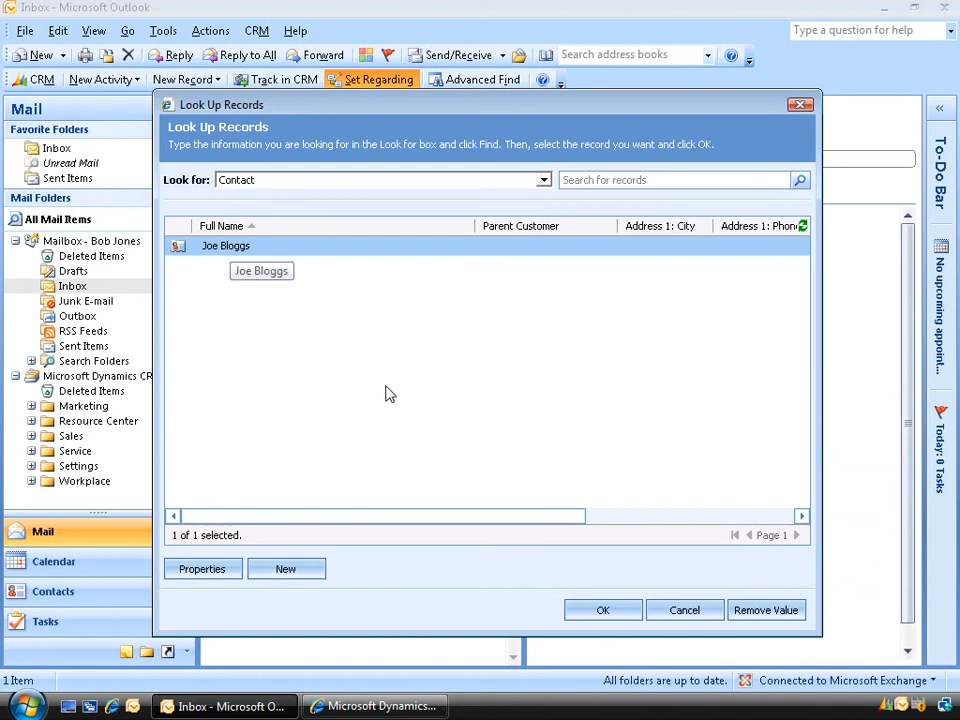 Inbox - Microsoft Outlook
File Edit View Go Tools Actions CRM Help
Type a question for help
New Reply Reply to All Forward Send/Receive Search address books
CRM New Activity New Record Track in CRM Set Regarding Advanced Find
Mail
Favorite Folders
Inbox
Unread Mail
Sent Items
Mail Folders
All Mail Items
Mailbox - Bob Jones
Deleted Items
Drafts
Inbox
Junk E-mail
Outbox
RSS Feeds
Sent Items
Search Folders
Microsoft Dynamics CR
Deleted Items
Marketing
Resource Center
Sales
Service
Settings
Workplace
Mail
Calendar
Contacts
Tasks
Look Up Records
Look Up Records
Type the information you are looking for in the Look for box and click Find. Then, select the record you want and click OK.
Look for: Contact Search for records
Full Name Parent Customer Address 1: City Address 1: Phon
Joe Bloggs
Joe Bloggs
1 of 1 selected. Page 1
Properties New
OK Cancel Remove Value
To-Do Bar
No upcoming appoint...
Today: 0 Tasks
1 Item All folders are up to date. Connected to Microsoft Exchange
Inbox - Microsoft O... Microsoft Dynamics...